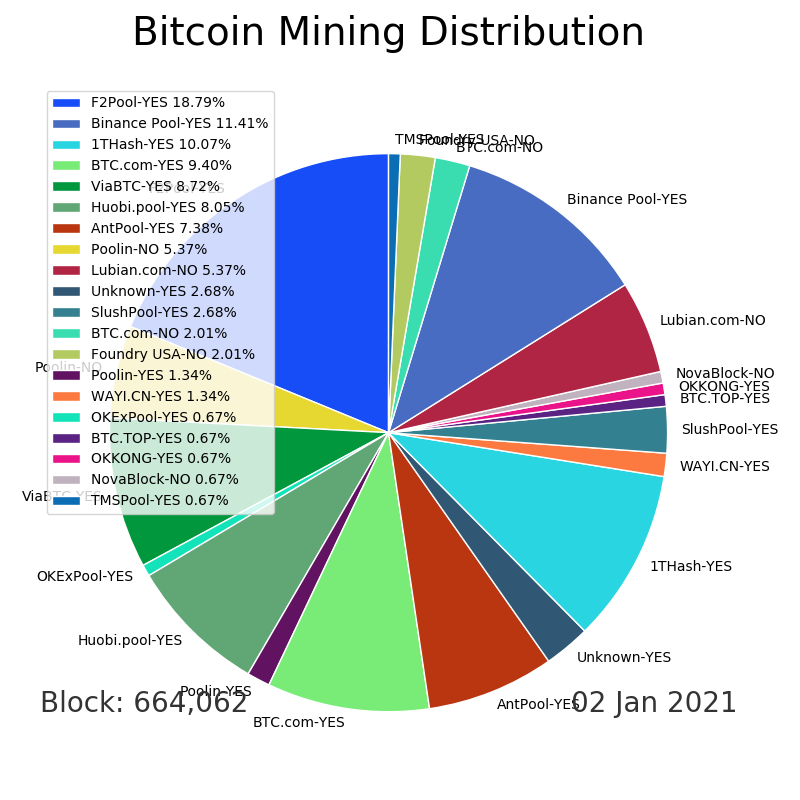 Bitcoin Mining Distribution
F2Pool-YES 18.79%
Binance Pool-YES 11.41%
1THash-YES 10.07%
BTC.com-YES 9.40%
ViaBTC-YES 8.72%
Huobi.pool-YES 8.05%
AntPool-YES 7.38%
Poolin-NO 5.37%
Lubian.com-NO 5.37%
Unknown-YES 2.68%
SlushPool-YES 2.68%
BTC.com-NO 2.01%
Foundry USA-NO 2.01%
Poolin-YES 1.34%
WAYI.CN-YES 1.34%
OKExPool-YES 0.67%
BTC.TOP-YES 0.67%
OKKONG-YES 0.67%
NovaBlock-NO 0.67%
TMSPool-YES 0.67%
TMSPool-YES
Foundry USA-NO
BTC.com-NO
Binance Pool-YES
Lubian.com-NO
NovaBlock-NO
OKKONG-YES
BTC.TOP-YES
SlushPool-YES
WAYI.CN-YES
1THash-YES
Unknown-YES
AntPool-YES
BTC.com-YES
Poolin-YES
Huobi.pool-YES
OKExPool-YES
ViaBTC-YES
Poolin-NO
Block: 664,062
02 Jan 2021